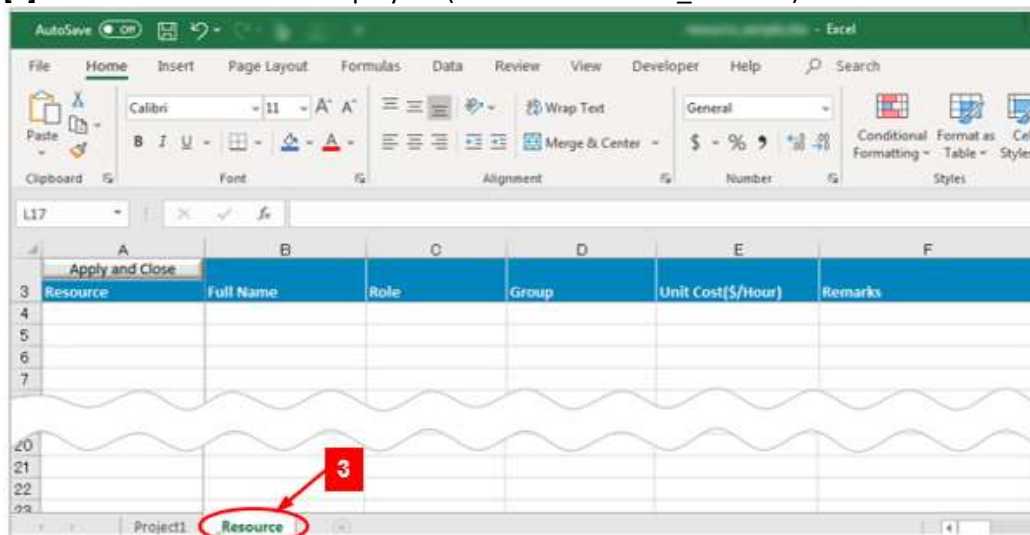 AutoSave Off - Excel
File Home Insert Page Layout Formulas Data Review View Developer Help Search
Calibri 11 A A Wrap Text General
Paste B I U A Merge & Center $ % 9 Conditional Format as
Formatting Table
Clipboard Font Alignment Number Styles
L17 fx
A B C D E F
Apply and Close
3 Resource Full Name Role Group Unit Cost($/Hour) Remarks
4
5
6
7
20
21
3
22
23
Project1 _Resource